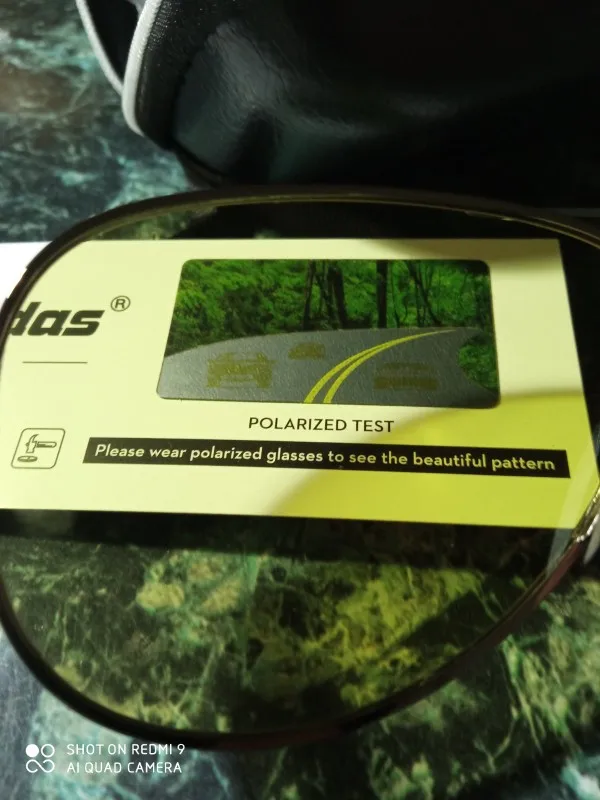 das®
POLARIZED TEST
Please wear polarized glasses to see the beautiful pattern
SHOT ON REDMI 9
AI QUAD CAMERA